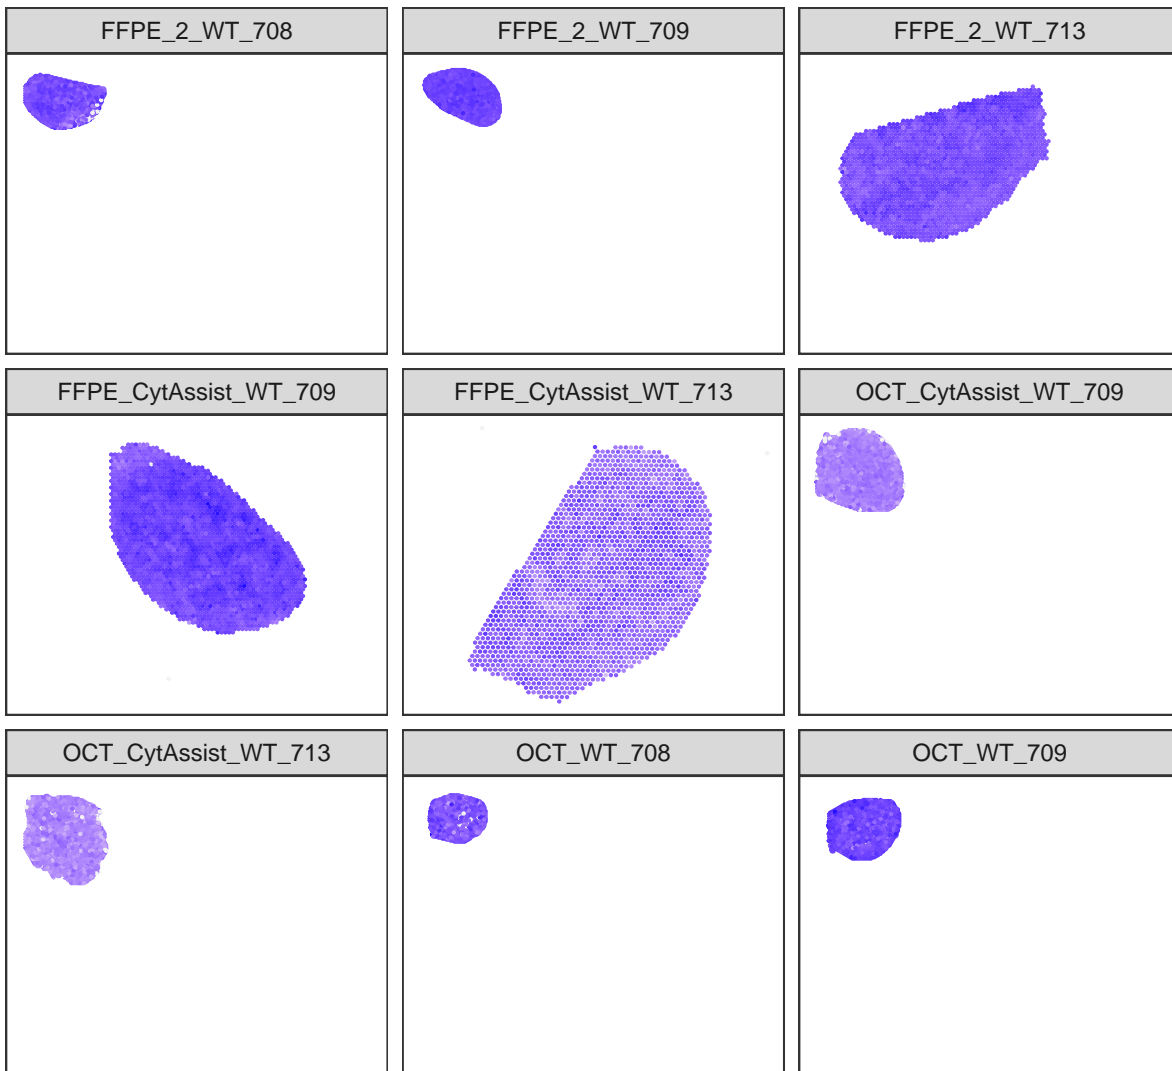 FFPE_2_WT_708
FFPE_2_WT_709
FFPE_2_WT_713
FFPE_CytAssist_WT_709
FFPE_CytAssist_WT_713
OCT_CytAssist_WT_709
OCT_CytAssist_WT_713
OCT_WT_708
OCT_WT_709